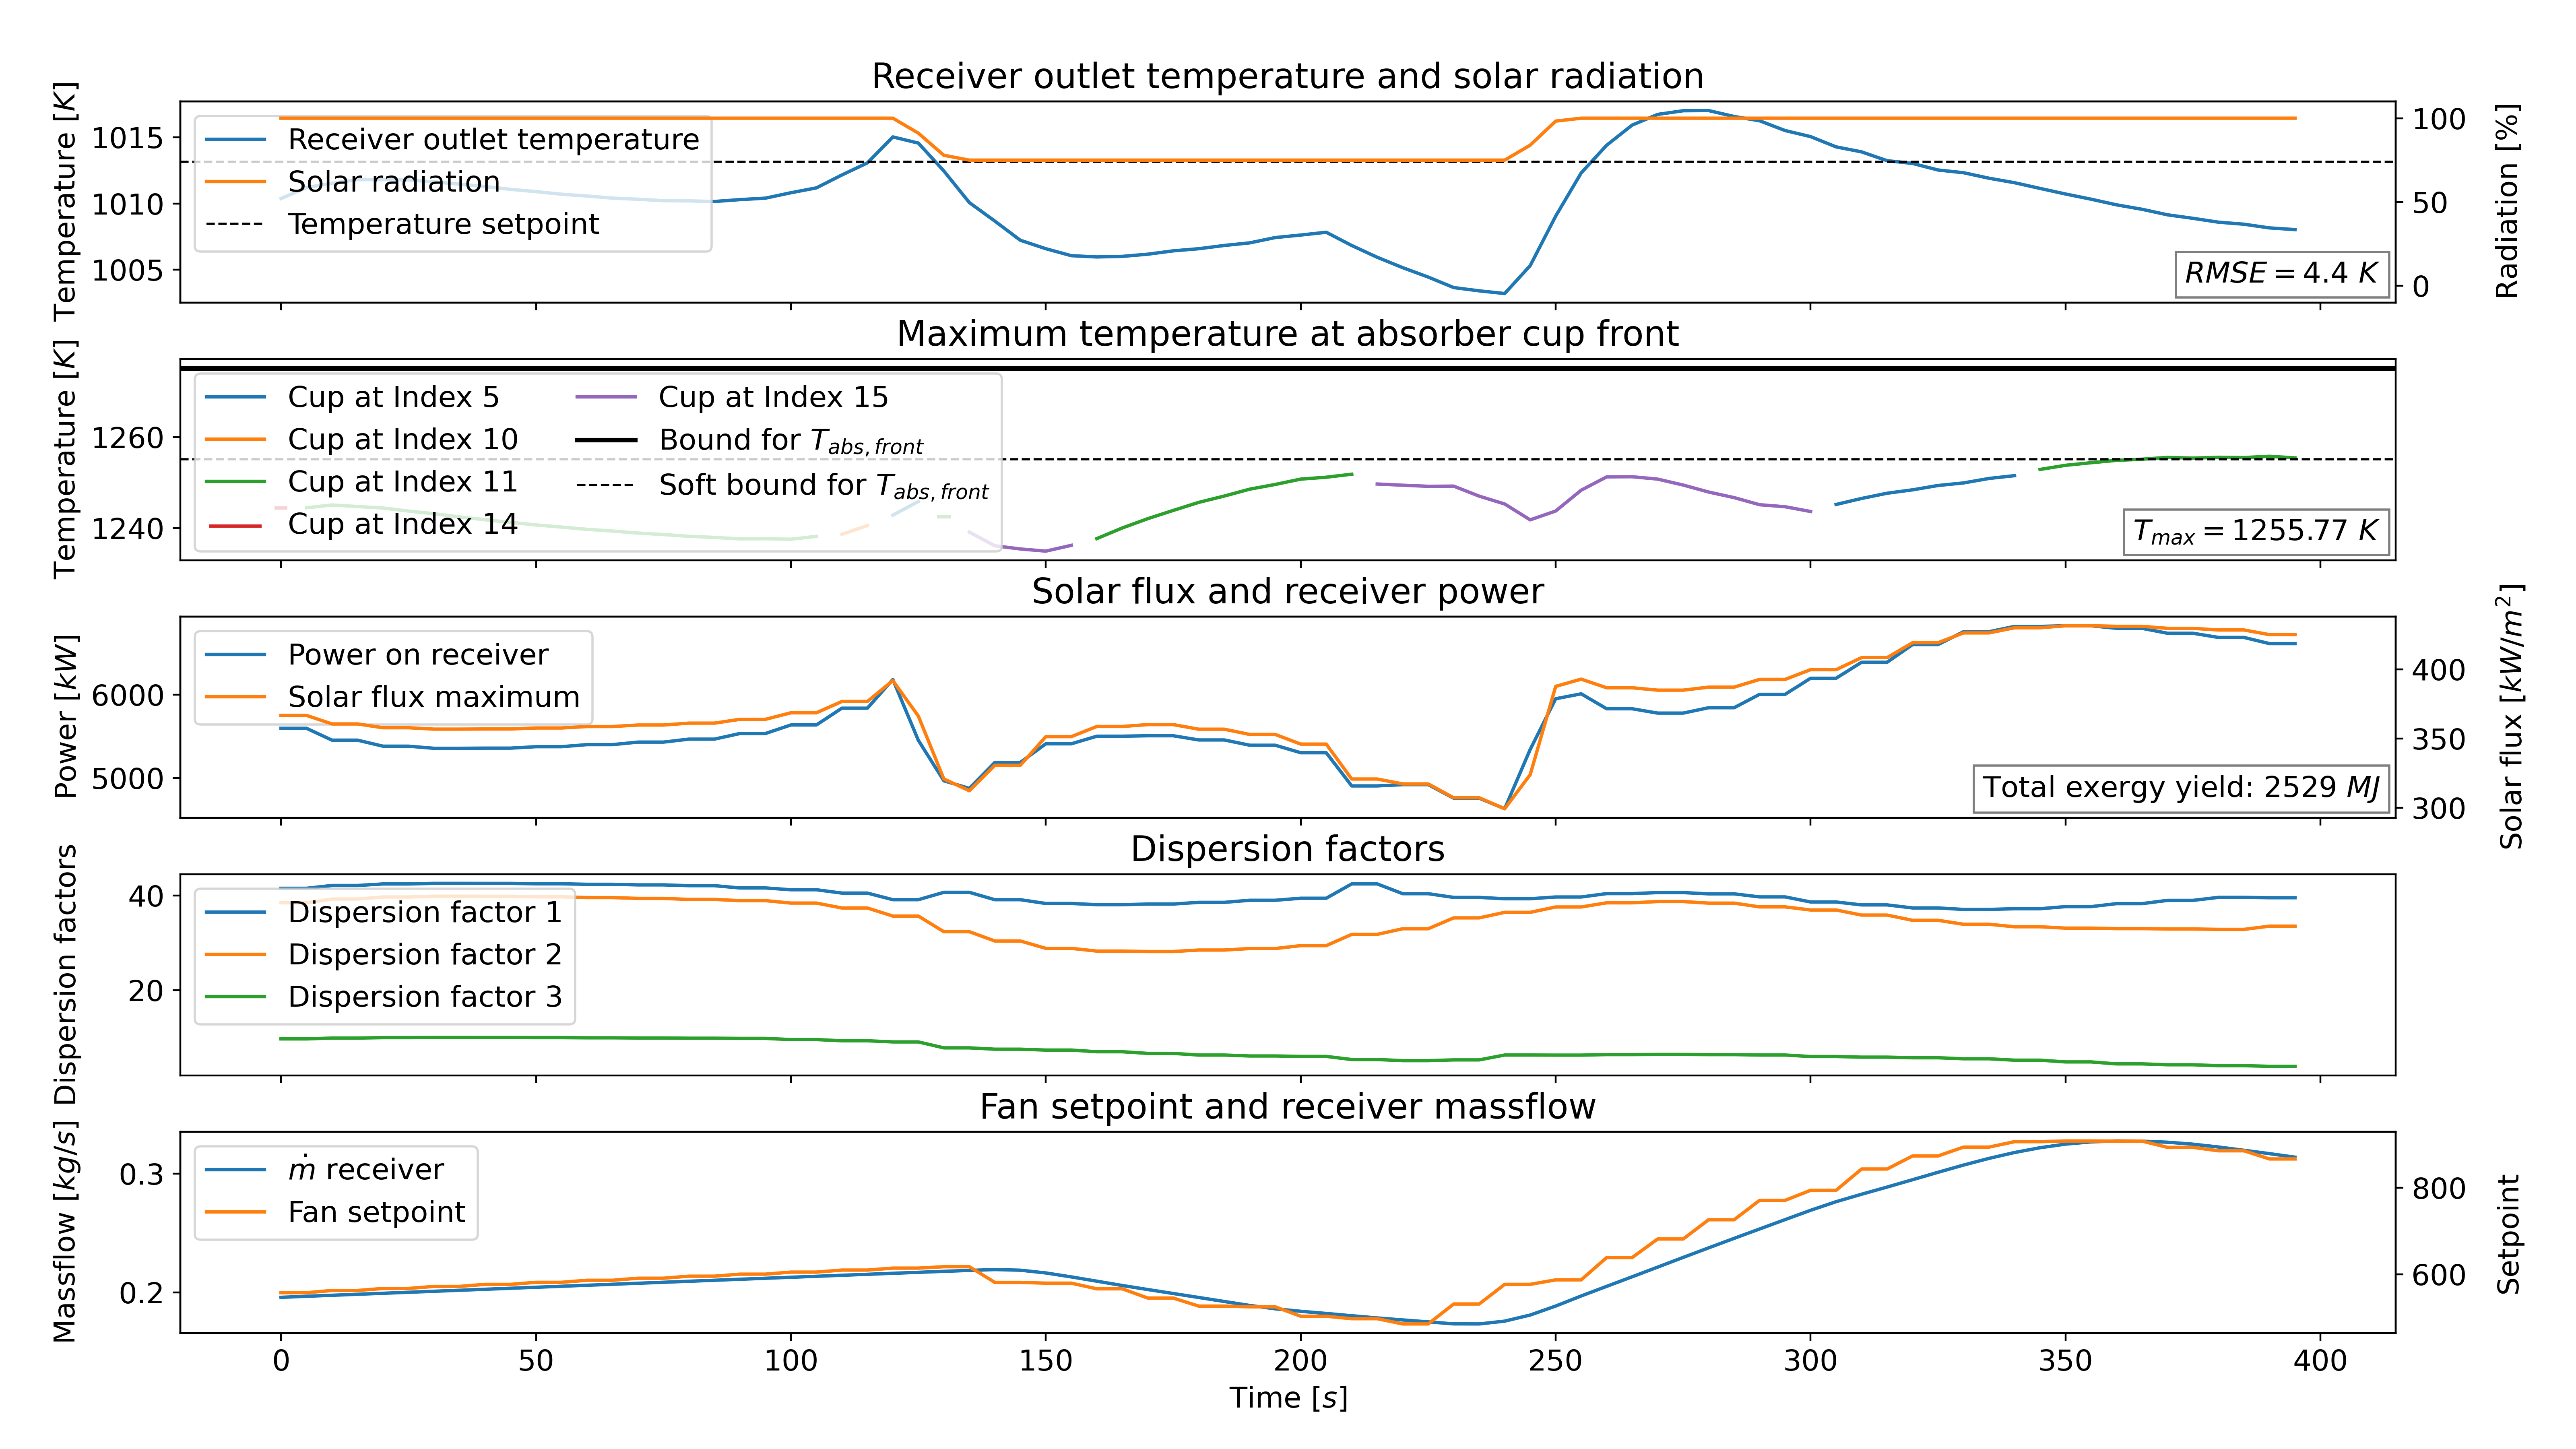 Receiver outlet temperature and solar radiation
Temperature [K]
1015
1010
1005
Receiver outlet temperature
Solar radiation
Temperature setpoint
RMSE = 4.4 K
100
50
0
Radiation [%]
Maximum temperature at absorber cup front
Temperature [K]
1260
1240
Cup at Index 5
Cup at Index 10
Cup at Index 11
Cup at Index 14
Cup at Index 15
Bound for T_{abs, front}
Soft bound for T_{abs, front}
T_{max} = 1255.77 K
Solar flux and receiver power
Power [kW]
6000
5000
Power on receiver
Solar flux maximum
Total exergy yield: 2529 MJ
400
350
300
Solar flux [kW/m²]
Dispersion factors
Dispersion factors
40
20
Dispersion factor 1
Dispersion factor 2
Dispersion factor 3
Fan setpoint and receiver massflow
Massflow [kg/s]
0.3
0.2
ṁ receiver
Fan setpoint
800
600
Setpoint
0 50 100 150 200 250 300 350 400
Time [s]